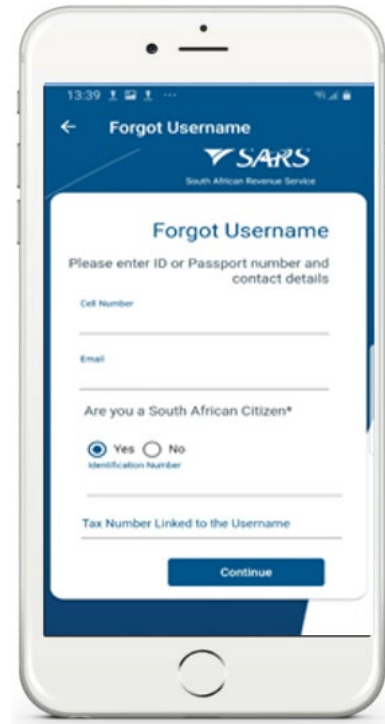 13:39
Forgot Username
SARS
South African Revenue Service
Forgot Username
Please enter ID or Passport number and
contact details
Cell Number
Email
Are you a South African Citizen*
Yes No
Identification Number
Tax Number Linked to the Username
Continue